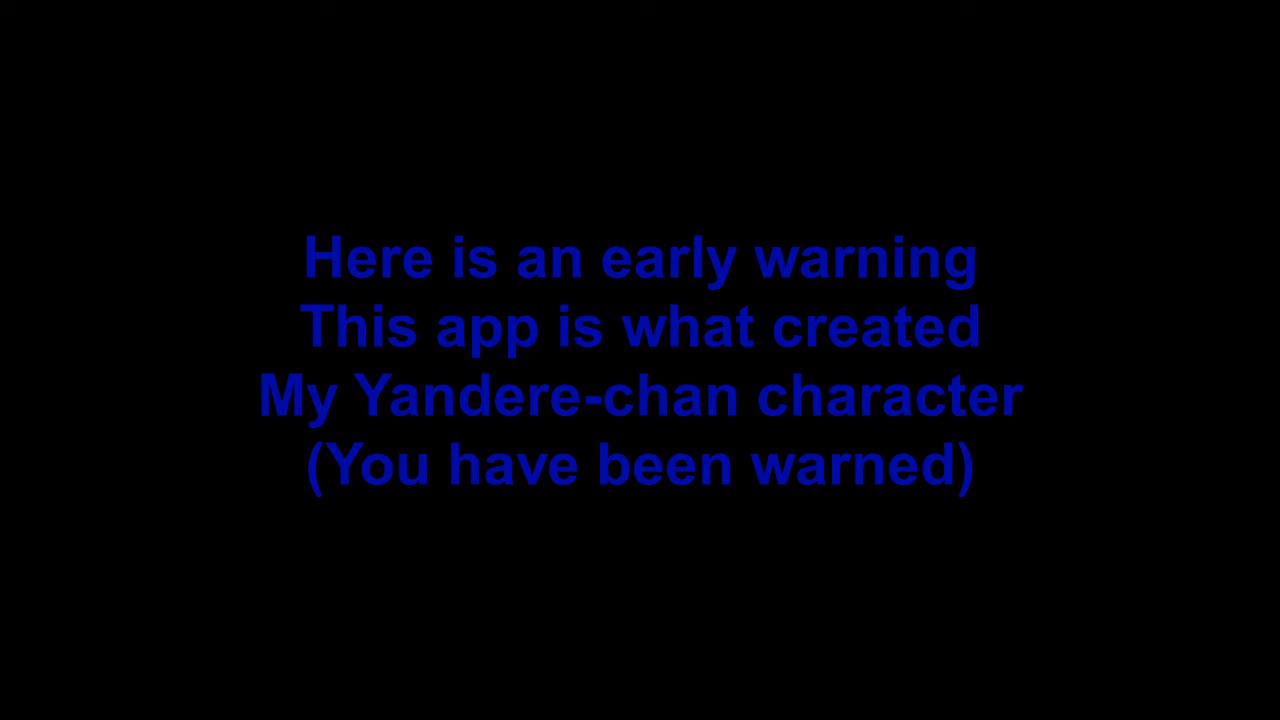 Here is an early warning
This app is what created
My Yandere-chan character
(You have been warned)